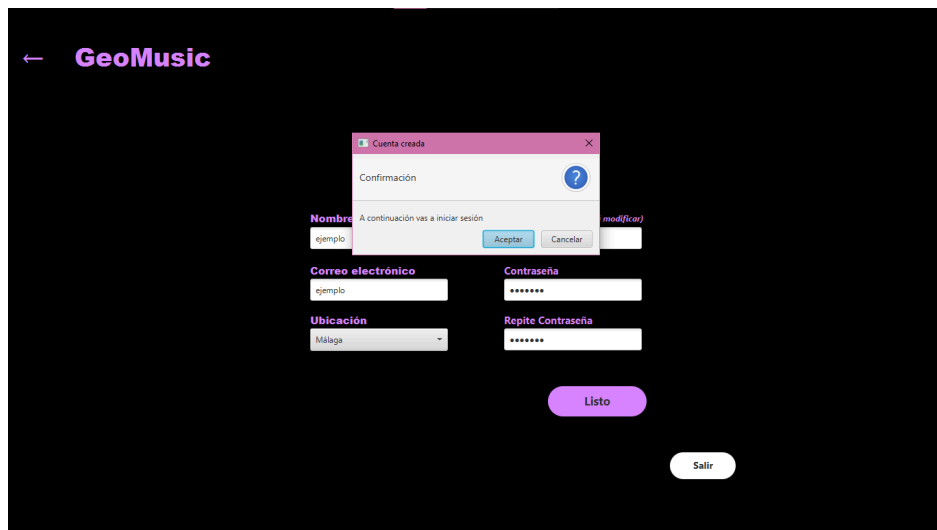 ← GeoMusic
Cuenta creada
Confirmación
?
A continuación vas a iniciar sesión
Aceptar Cancelar
Nombre modificar)
ejemplo
Correo electrónico Contraseña
ejemplo •••••••
Ubicación Repite Contraseña
Málaga •••••••
Listo
Salir